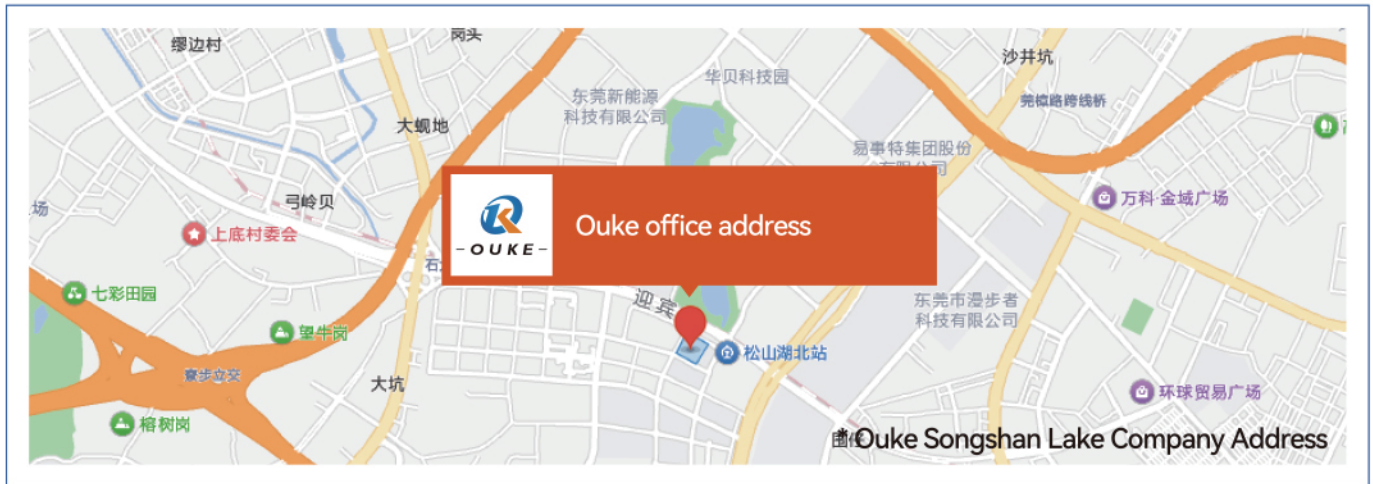 缪边村
岗头
沙井坑
华贝科技园
东莞新能源
科技有限公司
莞樟路跨线桥
大蚬地
易事特集团股份
有限公司
弓岭贝
万科·金域广场
场
上底村委会
OUKE
Ouke office address
石
七彩田园
迎宾
东莞市漫步者
科技有限公司
望牛岗
松山湖北站
寮步立交
大坑
环球贸易广场
榕树岗
Ouke Songshan Lake Company Address